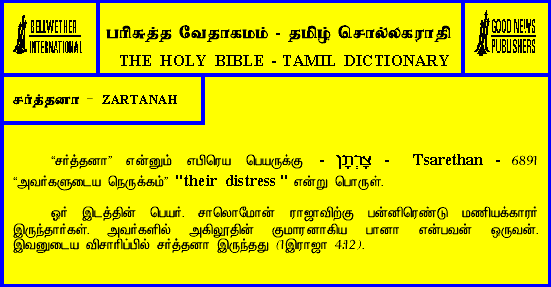 BELLWETHER
INTERNATIONAL
பரிசுத்த வேதாகமம் - தமிழ் சொல்லகராதி
THE HOLY BIBLE - TAMIL DICTIONARY
GOOD NEWS
PUBLISHERS
சர்த்தனா - ZARTANAH
“சர்த்தனா” என்னும் எபிரெய பெயருக்கு - צָרְתָן - Tsarethan - 6891
“அவர்களுடைய நெருக்கம்” "their distress" என்று பொருள்.
ஓர் இடத்தின் பெயர். சாலொமோன் ராஜாவிற்கு பன்னிரெண்டு மணியக்காரர்
இருந்தார்கள். அவர்களில் அகிலூதின் குமாரனாகிய பானா என்பவன் ஒருவன்.
இவனுடைய விசாரிப்பில் சர்த்தனா இருந்தது (1இராஜா 4:12).